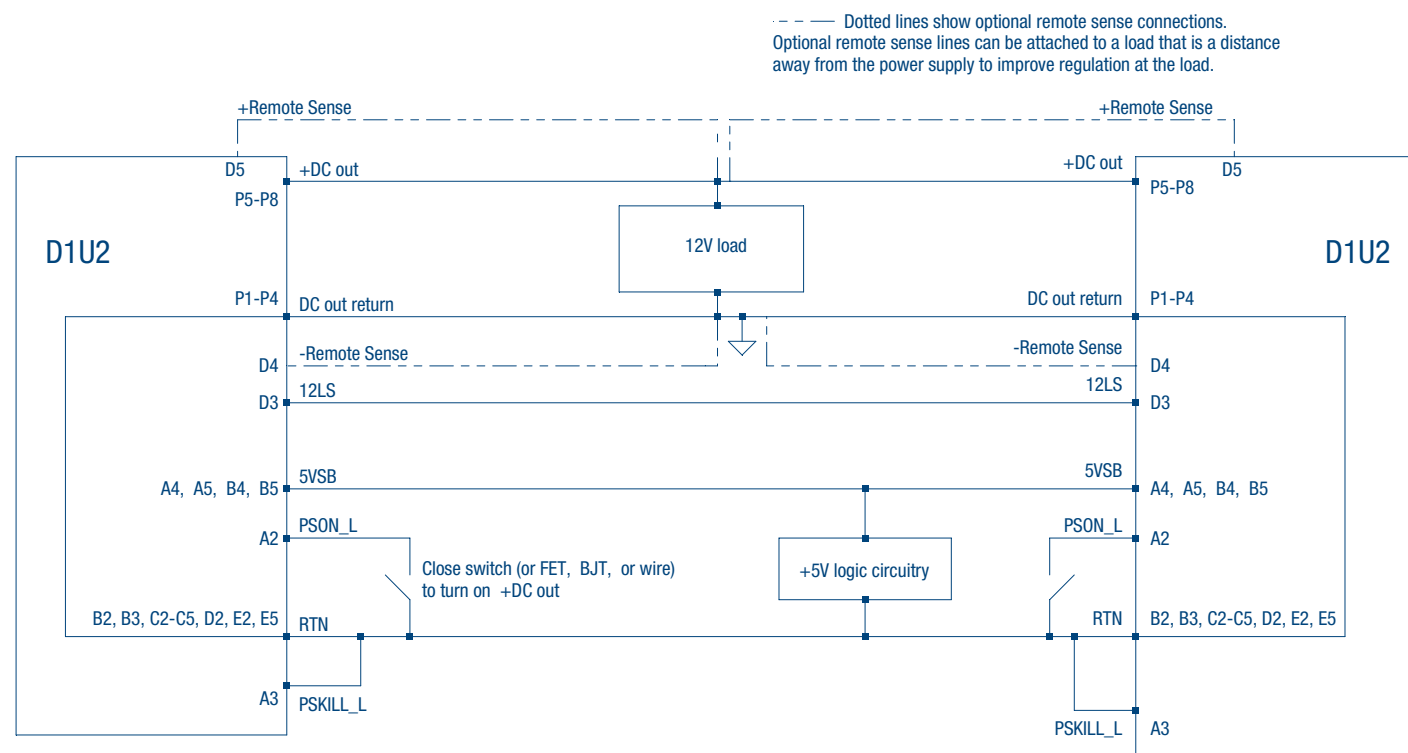 Dotted lines show optional remote sense connections.
Optional remote sense lines can be attached to a load that is a distance
away from the power supply to improve regulation at the load.
+Remote Sense
+Remote Sense
D5
+DC out
+DC out
D5
P5-P8
P5-P8
D1U2
12V load
D1U2
P1-P4
DC out return
DC out return
P1-P4
-Remote Sense
-Remote Sense
D4
D4
12LS
12LS
D3
D3
5VSB
5VSB
A4, A5, B4, B5
A4, A5, B4, B5
PSON_L
PSON_L
A2
A2
Close switch (or FET, BJT, or wire)
to turn on +DC out
+5V logic circuitry
B2, B3, C2-C5, D2, E2, E5
RTN
RTN
B2, B3, C2-C5, D2, E2, E5
A3
PSKILL_L
PSKILL_L
A3